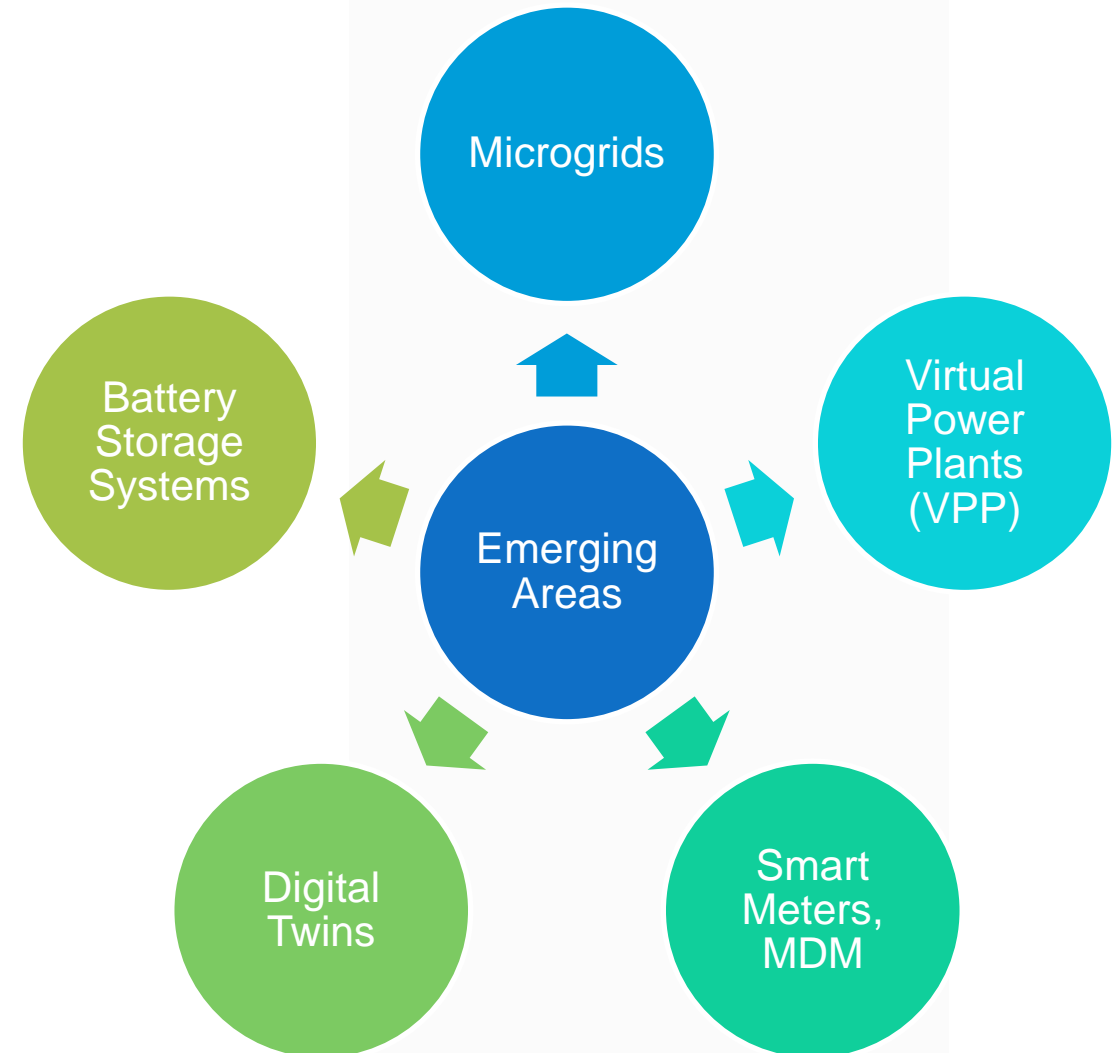 Microgrids
Virtual
Power
Plants
(VPP)
Smart
Meters,
MDM
Digital
Twins
Battery
Storage
Systems
Emerging
Areas